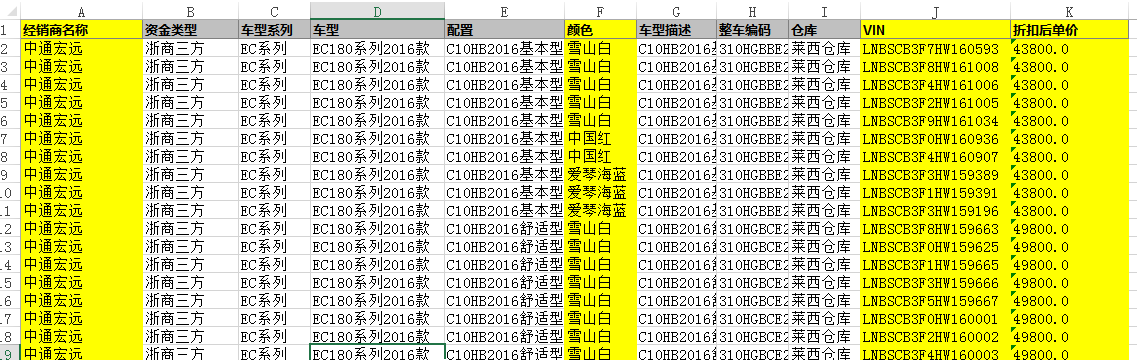 A B C D E F G H I J K
1 经销商名称 资金类型 车型系列 车型 配置 颜色 车型描述 整车编码 仓库 VIN 折扣后单价
2 中通宏远 浙商三方 EC系列 EC180系列2016款 C10HB2016基本型 雪山白 C10HB2016 310HGBBE2 莱西仓库 LNBSCB3F7HW160593 43800.0
3 中通宏远 浙商三方 EC系列 EC180系列2016款 C10HB2016基本型 雪山白 C10HB2016 310HGBBE2 莱西仓库 LNBSCB3F8HW161008 43800.0
4 中通宏远 浙商三方 EC系列 EC180系列2016款 C10HB2016基本型 雪山白 C10HB2016 310HGBBE2 莱西仓库 LNBSCB3F4HW161006 43800.0
5 中通宏远 浙商三方 EC系列 EC180系列2016款 C10HB2016基本型 雪山白 C10HB2016 310HGBBE2 莱西仓库 LNBSCB3F2HW161005 43800.0
6 中通宏远 浙商三方 EC系列 EC180系列2016款 C10HB2016基本型 雪山白 C10HB2016 310HGBBE2 莱西仓库 LNBSCB3F9HW161034 43800.0
7 中通宏远 浙商三方 EC系列 EC180系列2016款 C10HB2016基本型 中国红 C10HB2016 310HGBBE2 莱西仓库 LNBSCB3F0HW160936 43800.0
8 中通宏远 浙商三方 EC系列 EC180系列2016款 C10HB2016基本型 中国红 C10HB2016 310HGBBE2 莱西仓库 LNBSCB3F4HW160907 43800.0
9 中通宏远 浙商三方 EC系列 EC180系列2016款 C10HB2016基本型 爱琴海蓝 C10HB2016 310HGBBE2 莱西仓库 LNBSCB3F3HW159389 43800.0
10 中通宏远 浙商三方 EC系列 EC180系列2016款 C10HB2016基本型 爱琴海蓝 C10HB2016 310HGBBE2 莱西仓库 LNBSCB3F1HW159391 43800.0
11 中通宏远 浙商三方 EC系列 EC180系列2016款 C10HB2016基本型 爱琴海蓝 C10HB2016 310HGBBE2 莱西仓库 LNBSCB3F3HW159196 43800.0
12 中通宏远 浙商三方 EC系列 EC180系列2016款 C10HB2016舒适型 雪山白 C10HB2016 310HGBCE2 莱西仓库 LNBSCB3F8HW159663 49800.0
13 中通宏远 浙商三方 EC系列 EC180系列2016款 C10HB2016舒适型 雪山白 C10HB2016 310HGBCE2 莱西仓库 LNBSCB3F0HW159625 49800.0
14 中通宏远 浙商三方 EC系列 EC180系列2016款 C10HB2016舒适型 雪山白 C10HB2016 310HGBCE2 莱西仓库 LNBSCB3F1HW159665 49800.0
15 中通宏远 浙商三方 EC系列 EC180系列2016款 C10HB2016舒适型 雪山白 C10HB2016 310HGBCE2 莱西仓库 LNBSCB3F3HW159666 49800.0
16 中通宏远 浙商三方 EC系列 EC180系列2016款 C10HB2016舒适型 雪山白 C10HB2016 310HGBCE2 莱西仓库 LNBSCB3F5HW159667 49800.0
17 中通宏远 浙商三方 EC系列 EC180系列2016款 C10HB2016舒适型 雪山白 C10HB2016 310HGBCE2 莱西仓库 LNBSCB3F0HW160001 49800.0
18 中通宏远 浙商三方 EC系列 EC180系列2016款 C10HB2016舒适型 雪山白 C10HB2016 310HGBCE2 莱西仓库 LNBSCB3F2HW160002 49800.0
19 中通宏远 浙商三方 EC系列 EC180系列2016款 C10HB2016舒适型 雪山白 C10HB2016 310HGBCE2 莱西仓库 LNBSCB3F4HW160003 49800.0